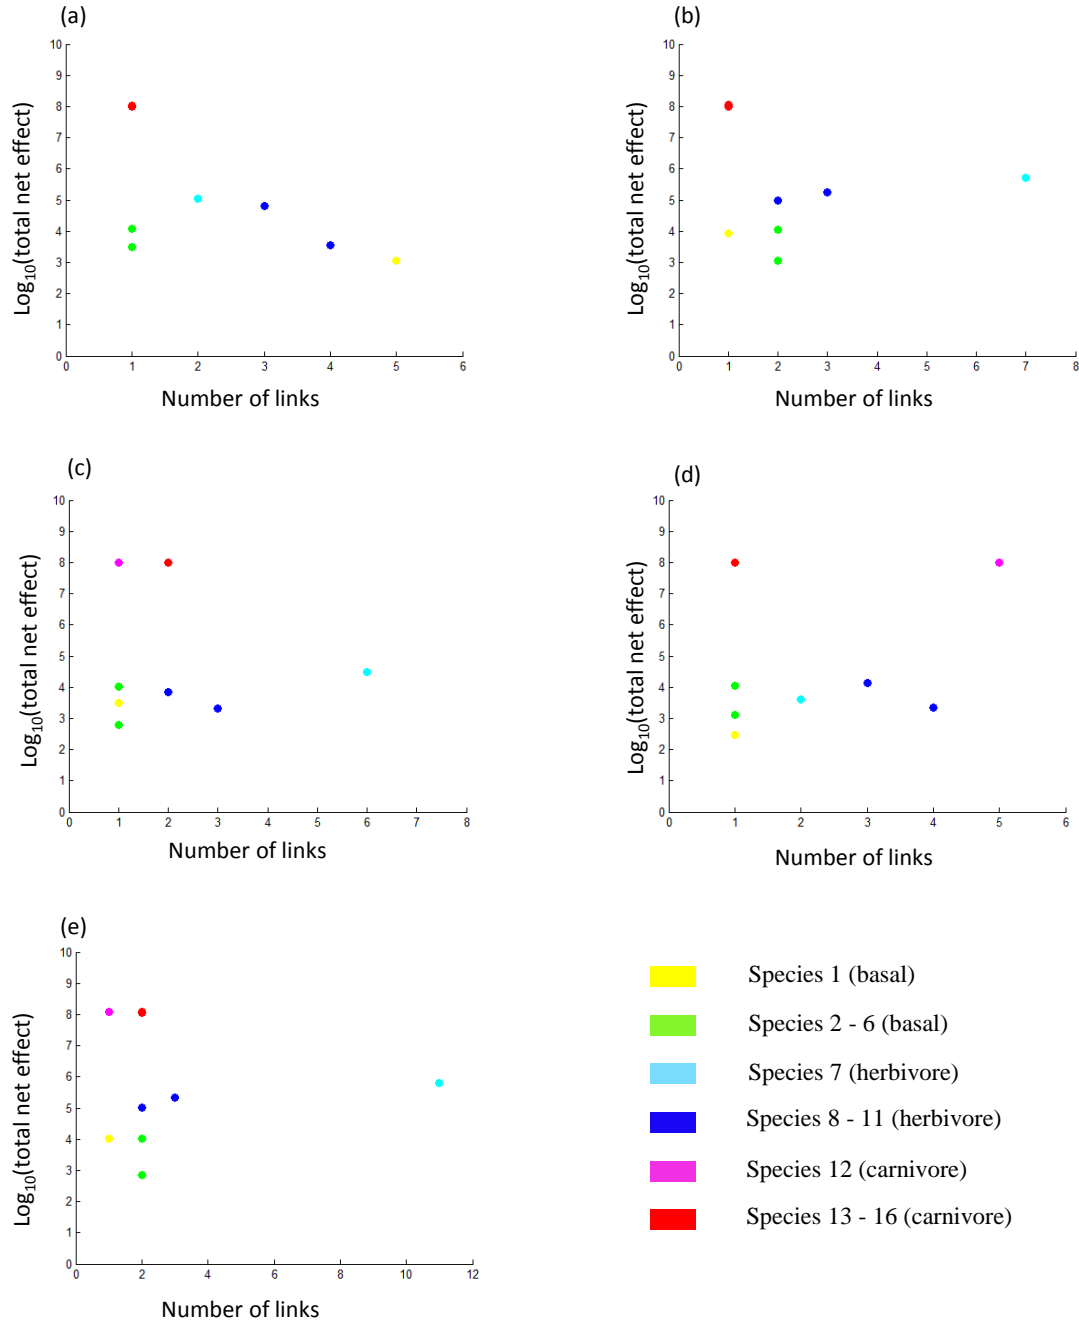 (a)
10
9
8
7
6
5
4
3
2
1
0
0 1 2 3 4 5 6
Log10(total net effect)
Number of links
(b)
10
9
8
7
6
5
4
3
2
1
0
0 1 2 3 4 5 6 7 8
Log10(total net effect)
Number of links
(c)
10
9
8
7
6
5
4
3
2
1
0
0 1 2 3 4 5 6 7 8
Log10(total net effect)
Number of links
(d)
10
9
8
7
6
5
4
3
2
1
0
0 1 2 3 4 5 6
Log10(total net effect)
Number of links
(e)
10
9
8
7
6
5
4
3
2
1
0
0 2 4 6 8 10 12
Log10(total net effect)
Number of links
Species 1 (basal)
Species 2 - 6 (basal)
Species 7 (herbivore)
Species 8 - 11 (herbivore)
Species 12 (carnivore)
Species 13 - 16 (carnivore)